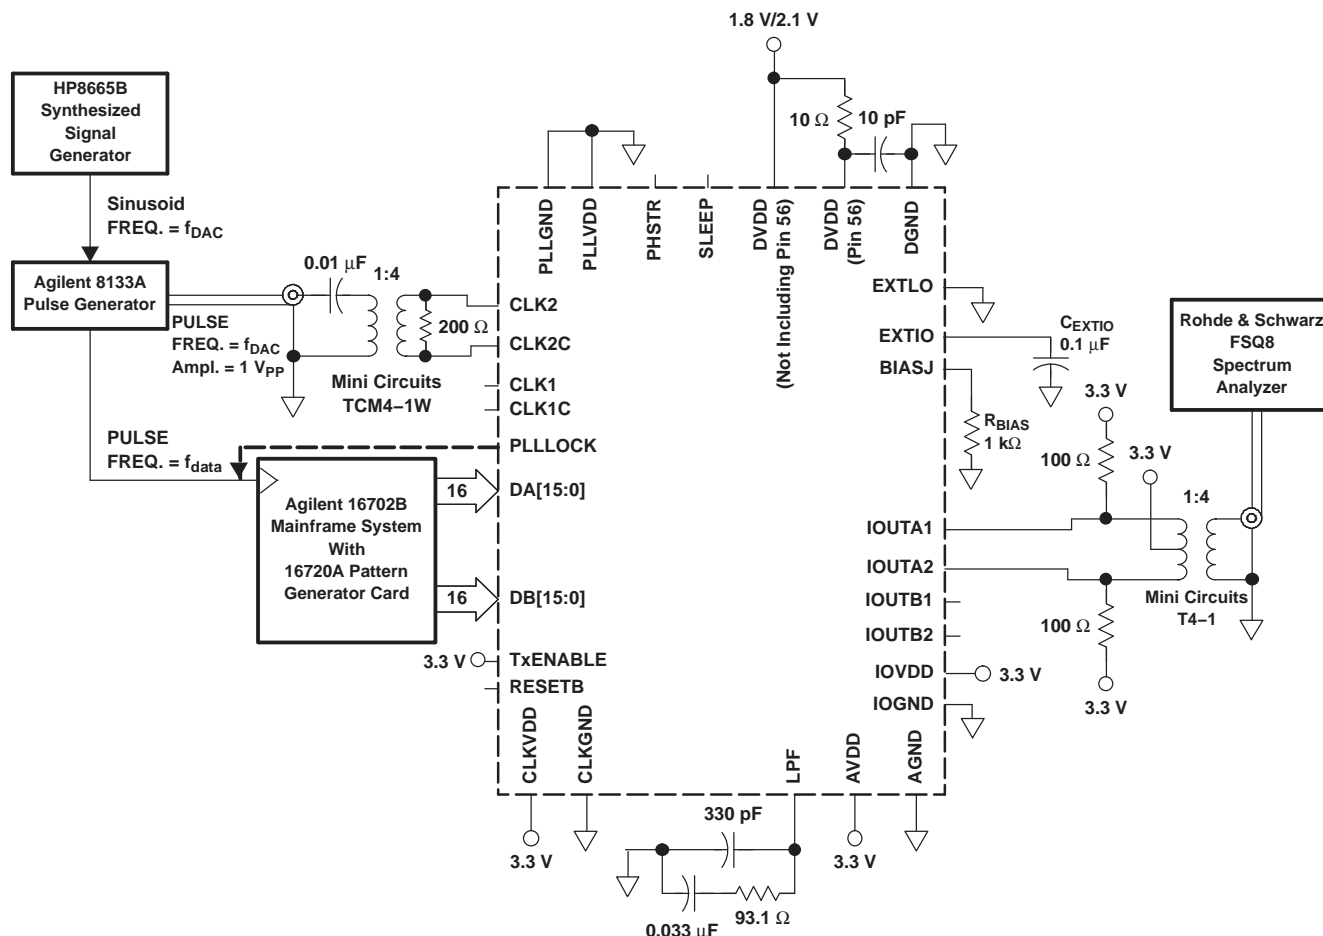 1.8 V/2.1 V
HP8665B
Synthesized
Signal
Generator
10 Ω
10 pF
Sinusoid
FREQ. = fDAC
PLLGND
PLLVDD
PHSTR
SLEEP
DVDD
(Not Including Pin 56)
DVDD
(Pin 56)
DGND
Agilent 8133A
Pulse Generator
0.01 µF
1:4
200 Ω
CLK2
CLK2C
PULSE
FREQ. = fDAC
Ampl. = 1 VPP
Mini Circuits
TCM4−1W
CLK1
CLK1C
PLLLOCK
EXTLO
EXTIO
BIASJ
CEXTIO
0.1 µF
RBIAS
1 kΩ
Rohde & Schwarz
FSQ8
Spectrum
Analyzer
3.3 V
100 Ω
3.3 V
1:4
PULSE
FREQ. = fdata
Agilent 16702B
Mainframe System
With
16720A Pattern
Generator Card
16
DA[15:0]
16
DB[15:0]
IOUTA1
IOUTA2
IOUTB1
IOUTB2
Mini Circuits
T4−1
100 Ω
3.3 V
3.3 V
TxENABLE
RESETB
IOVDD
3.3 V
IOGND
CLKVDD
CLKGND
LPF
AVDD
AGND
3.3 V
330 pF
3.3 V
0.033 µF
93.1 Ω